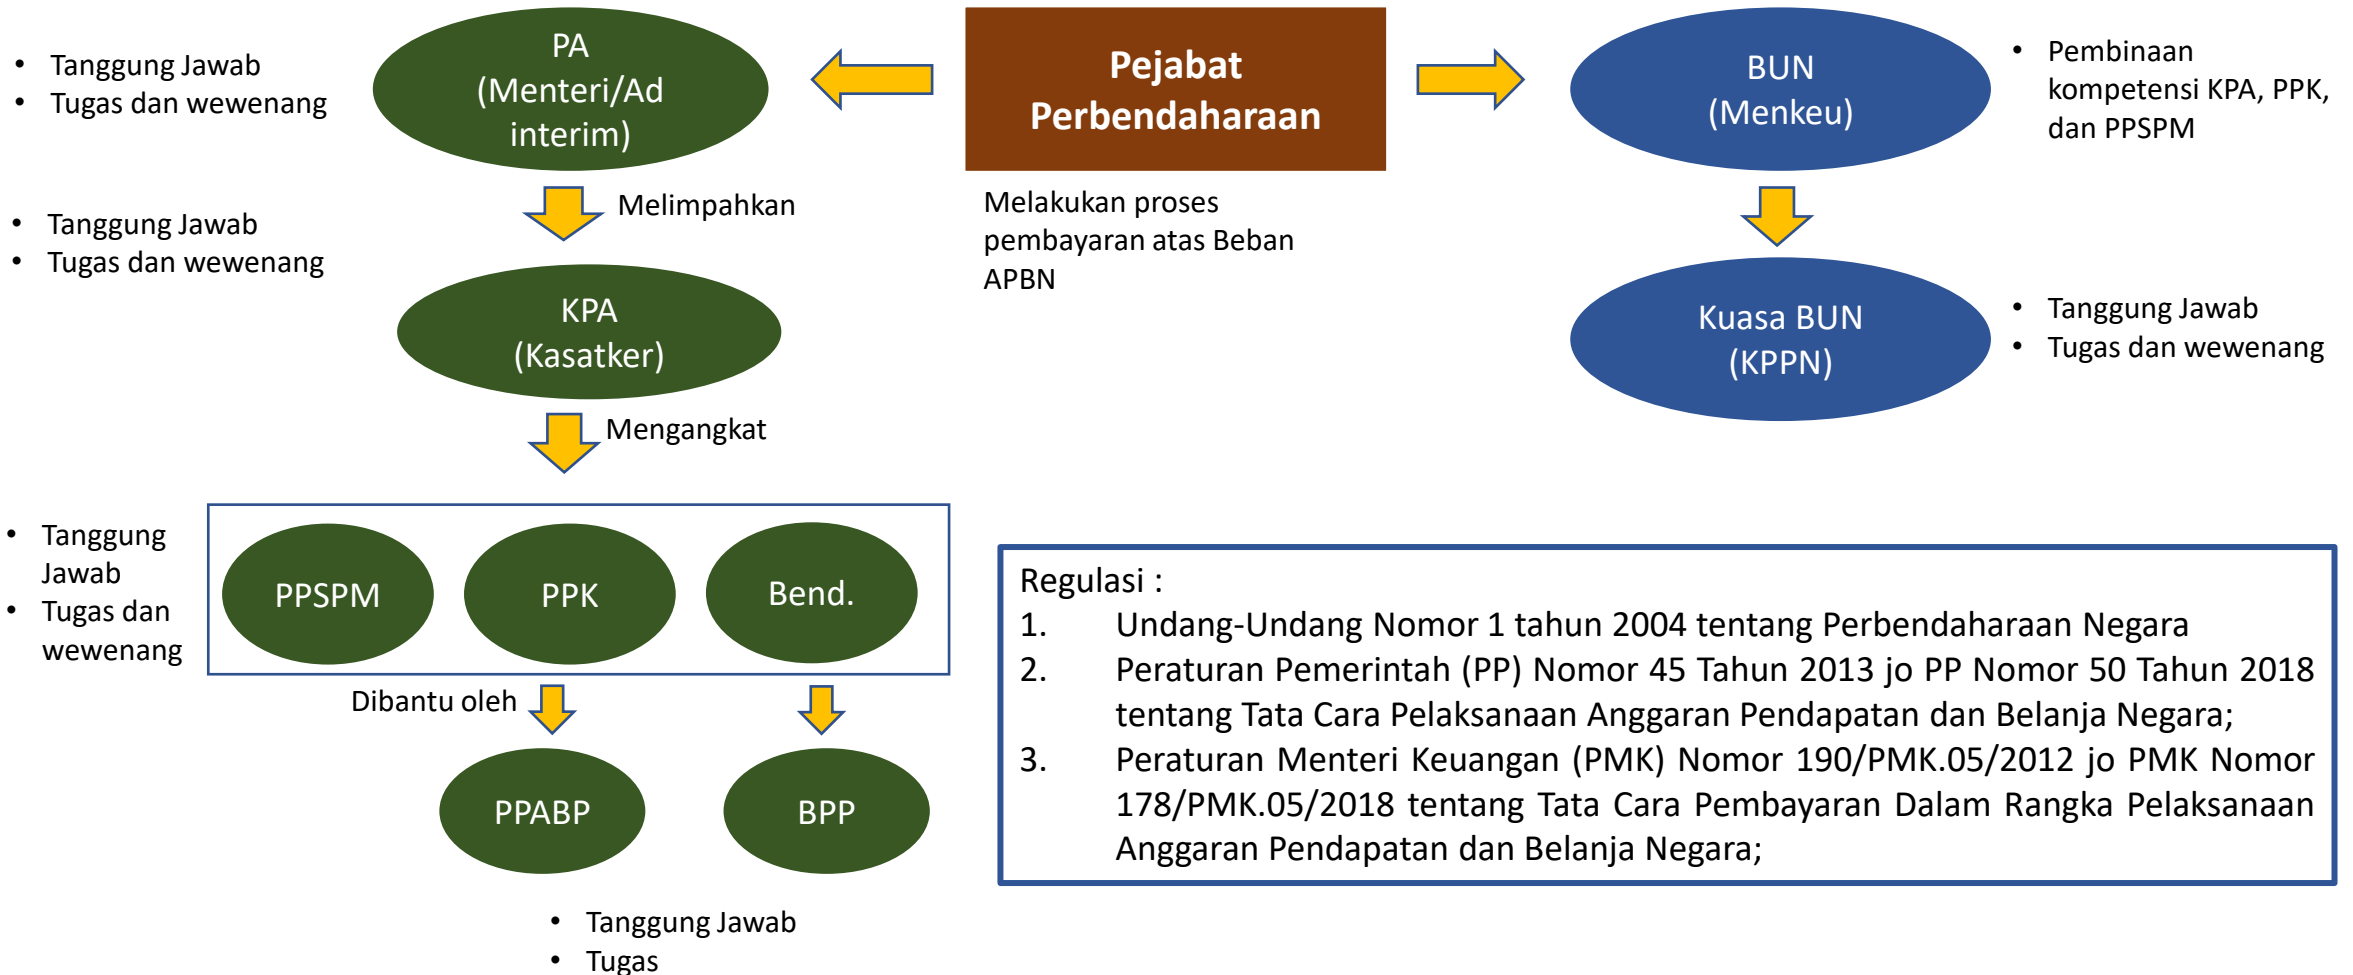 Pejabat
Perbendaharaan
Melakukan proses
pembayaran atas Beban
APBN
• Tanggung Jawab
• Tugas dan wewenang
PA
(Menteri/Ad
interim)
Melimpahkan
• Tanggung Jawab
• Tugas dan wewenang
KPA
(Kasatker)
Mengangkat
• Tanggung
Jawab
• Tugas dan
wewenang
PPSPM
PPK
Bend.
Dibantu oleh
PPABP
BPP
• Tanggung Jawab
• Tugas
BUN
(Menkeu)
• Pembinaan
kompetensi KPA, PPK,
dan PPSPM
Kuasa BUN
(KPPN)
• Tanggung Jawab
• Tugas dan wewenang
Regulasi :
1. Undang-Undang Nomor 1 tahun 2004 tentang Perbendaharaan Negara
2. Peraturan Pemerintah (PP) Nomor 45 Tahun 2013 jo PP Nomor 50 Tahun 2018
tentang Tata Cara Pelaksanaan Anggaran Pendapatan dan Belanja Negara;
3. Peraturan Menteri Keuangan (PMK) Nomor 190/PMK.05/2012 jo PMK Nomor
178/PMK.05/2018 tentang Tata Cara Pembayaran Dalam Rangka Pelaksanaan
Anggaran Pendapatan dan Belanja Negara;